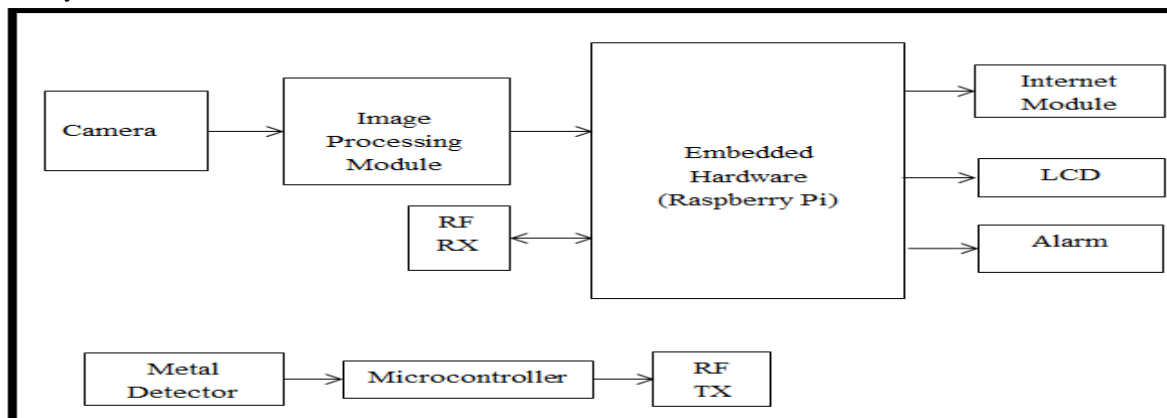 Camera
Image
Processing
Module
Embedded
Hardware
(Raspberry Pi)
Internet
Module
LCD
Alarm
RF
RX
Metal
Detector
Microcontroller
RF
TX